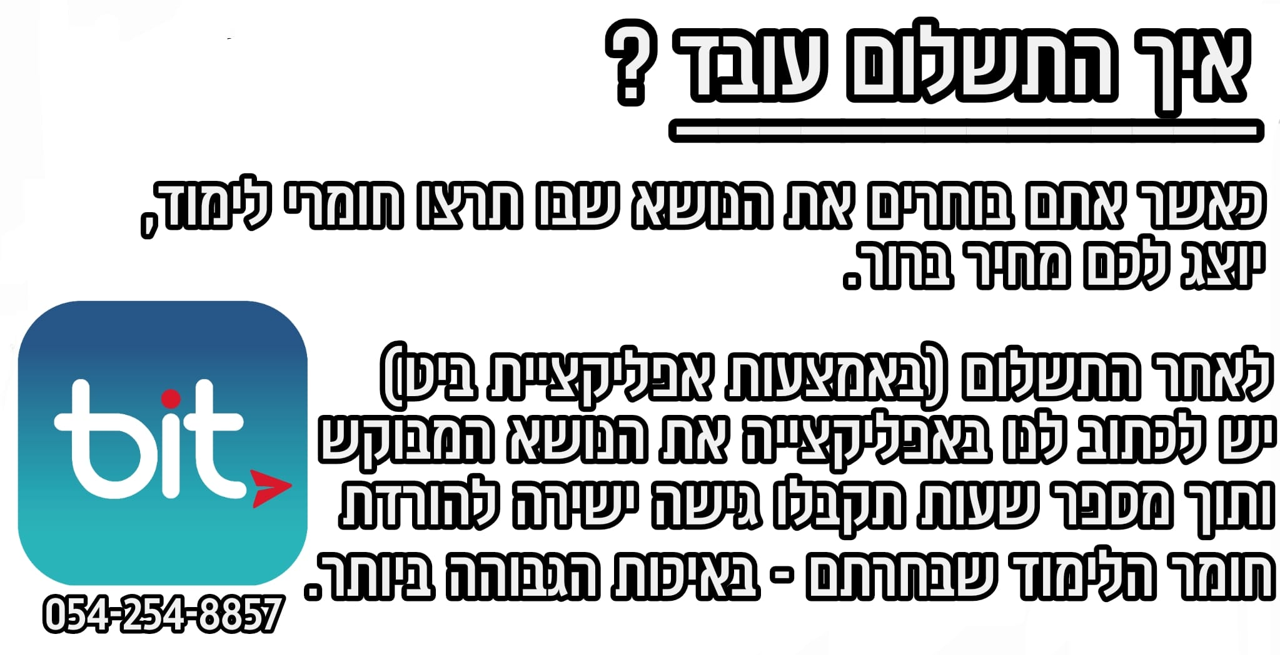 איך התשלום עובד ?
כאשר אתם בוחרים את הנושא שבו תרצו חומרי לימוד,
יוצג לכם מחיר ברור.
לאחר התשלום (באמצעות אפליקציית ביט)
יש לכתוב לנו באפליקצייה את הנושא המבוקש
ותוך מספר שעות תקבלו גישה ישירה להורדת
חומר הלימוד שבחרתם - באיכות הגבוהה ביותר.
bit
054-254-8857